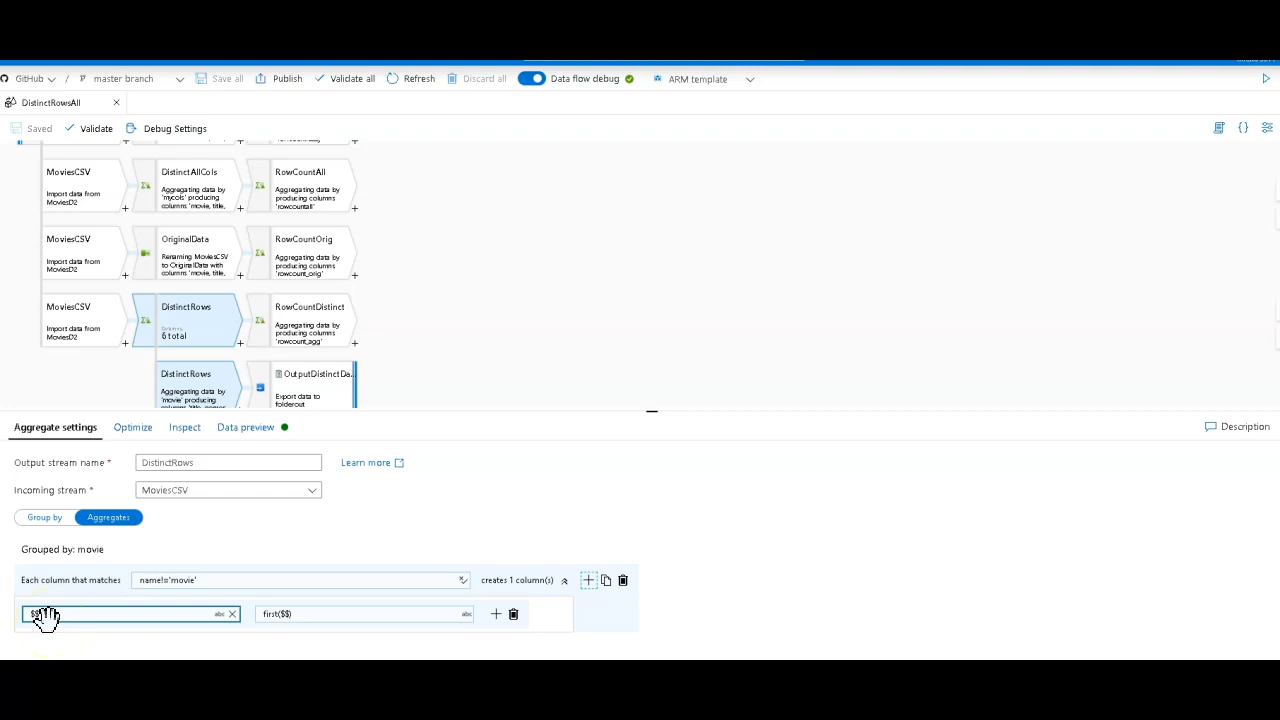 GitHub / master branch Save all Publish Validate all Refresh Discard all Data flow debug ARM template
DistinctRowsAll
Saved Validate Debug Settings
MoviesCSV DistinctAllCols RowCountAll
Import data from Aggregating data by Aggregating data by
MoviesD2 'mycols' producing producing columns
columns 'movie, title, 'rowcountall'
MoviesCSV OriginalData RowCountOrig
Import data from Renaming MoviesCSV Aggregating data by
MoviesD2 to OriginalData with producing columns
columns 'movie, title, 'rowcount_orig'
MoviesCSV DistinctRows RowCountDistinct
Import data from Columns: Aggregating data by
MoviesD2 6 total producing columns
'rowcount_agg'
DistinctRows OutputDistinctDa...
Aggregating data Export data to
by 'movie' producing folderout
Aggregate settings Optimize Inspect Data preview Description
Output stream name * DistinctRows Learn more
Incoming stream * MoviesCSV
Group by Aggregates
Grouped by: movie
Each column that matches name!='movie' creates 1 column(s)
abc first($$) abc